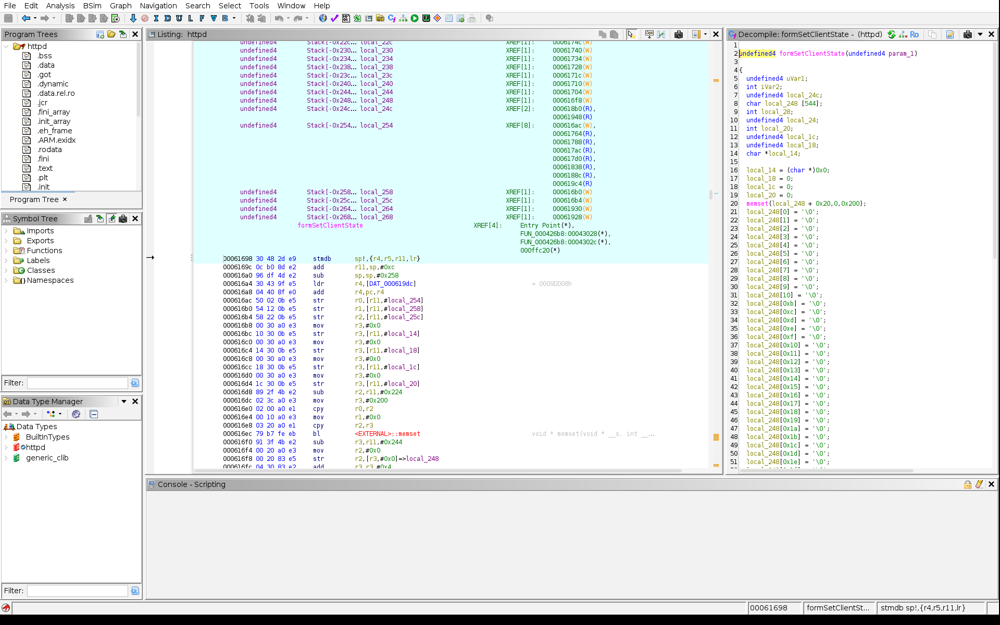 File Edit Analysis BSim Graph Navigation Search Select Tools Window Help
I D U L F V B
Program Trees
httpd
.bss
.data
.got
.dynamic
.data.rel.ro
.jcr
.fini_array
.init_array
.eh_frame
.ARM.exidx
.rodata
.fini
.text
.plt
.init
Program Tree ×
Symbol Tree
Imports
Exports
Functions
Labels
Classes
Namespaces
Filter:
Data Type Manager
Data Types
BuiltInTypes
httpd
generic_clib
Filter:
Listing: httpd
undefined4 Stack[-0x22c... local_22c XREF[1]: 0006174c(W)
undefined4 Stack[-0x230... local_230 XREF[1]: 00061740(W)
undefined4 Stack[-0x234... local_234 XREF[1]: 00061734(W)
undefined4 Stack[-0x238... local_238 XREF[1]: 00061728(W)
undefined4 Stack[-0x23c... local_23c XREF[1]: 0006171c(W)
undefined4 Stack[-0x240... local_240 XREF[1]: 00061710(W)
undefined4 Stack[-0x244... local_244 XREF[1]: 00061704(W)
undefined4 Stack[-0x248... local_248 XREF[1]: 000616f8(W)
undefined4 Stack[-0x24c... local_24c XREF[2]: 000618b0(R),
00061948(R)
undefined4 Stack[-0x254... local_254 XREF[8]: 000616ac(W),
00061764(R),
00061788(R),
000617ac(R),
000617d0(R),
00061838(R),
0006188c(R),
000619c4(R)
undefined4 Stack[-0x258... local_258 XREF[1]: 000616b0(W)
undefined4 Stack[-0x25c... local_25c XREF[1]: 000616b4(W)
undefined4 Stack[-0x264... local_264 XREF[1]: 00061930(W)
undefined4 Stack[-0x268... local_268 XREF[1]: 00061928(W)
formSetClientState XREF[4]: Entry Point(*),
FUN_000426b8:00043028(*),
FUN_000426b8:0004302c(*),
000ffc20(*)
00061698 30 48 2d e9 stmdb sp!,{r4,r5,r11,lr}
0006169c 0c b0 8d e2 add r11,sp,#0xc
000616a0 96 df 4d e2 sub sp,sp,#0x258
000616a4 30 43 9f e5 ldr r4,[DAT_000619dc] = 0009DD08h
000616a8 04 40 8f e0 add r4,pc,r4
000616ac 50 02 0b e5 str r0,[r11,#local_254]
000616b0 54 12 0b e5 str r1,[r11,#local_258]
000616b4 58 22 0b e5 str r2,[r11,#local_25c]
000616b8 00 30 a0 e3 mov r3,#0x0
000616bc 10 30 0b e5 str r3,[r11,#local_14]
000616c0 00 30 a0 e3 mov r3,#0x0
000616c4 14 30 0b e5 str r3,[r11,#local_18]
000616c8 00 30 a0 e3 mov r3,#0x0
000616cc 18 30 0b e5 str r3,[r11,#local_1c]
000616d0 00 30 a0 e3 mov r3,#0x0
000616d4 1c 30 0b e5 str r3,[r11,#local_20]
000616d8 89 2f 4b e2 sub r2,r11,#0x224
000616dc 02 3c a0 e3 mov r3,#0x200
000616e0 02 00 a0 e1 cpy r0,r2
000616e4 00 10 a0 e3 mov r1,#0x0
000616e8 03 20 a0 e1 cpy r2,r3
000616ec 79 b7 fe eb bl <EXTERNAL>::memset void * memset(void * __s, int __...
000616f0 91 3f 4b e2 sub r3,r11,#0x244
000616f4 00 20 a0 e3 mov r2,#0x0
000616f8 00 20 83 e5 str r2,[r3,#0x0]=>local_248
000616fc 04 30 83 e2 add r3,r3,#0x4
Decompile: formSetClientState - (httpd) Ro
1
2 undefined4 formSetClientState(undefined4 param_1)
3
4 {
5 undefined4 uVar1;
6 int iVar2;
7 undefined4 local_24c;
8 char local_248 [544];
9 int local_28;
10 undefined4 local_24;
11 int local_20;
12 undefined4 local_1c;
13 undefined4 local_18;
14 char *local_14;
15
16 local_14 = (char *)0x0;
17 local_18 = 0;
18 local_1c = 0;
19 local_20 = 0;
20 memset(local_248 + 0x20,0,0x200);
21 local_248[0] = '\0';
22 local_248[1] = '\0';
23 local_248[2] = '\0';
24 local_248[3] = '\0';
25 local_248[4] = '\0';
26 local_248[5] = '\0';
27 local_248[6] = '\0';
28 local_248[7] = '\0';
29 local_248[8] = '\0';
30 local_248[9] = '\0';
31 local_248[10] = '\0';
32 local_248[0xb] = '\0';
33 local_248[0xc] = '\0';
34 local_248[0xd] = '\0';
35 local_248[0xe] = '\0';
36 local_248[0xf] = '\0';
37 local_248[0x10] = '\0';
38 local_248[0x11] = '\0';
39 local_248[0x12] = '\0';
40 local_248[0x13] = '\0';
41 local_248[0x14] = '\0';
42 local_248[0x15] = '\0';
43 local_248[0x16] = '\0';
44 local_248[0x17] = '\0';
45 local_248[0x18] = '\0';
46 local_248[0x19] = '\0';
47 local_248[0x1a] = '\0';
48 local_248[0x1b] = '\0';
49 local_248[0x1c] = '\0';
50 local_248[0x1d] = '\0';
51 local_248[0x1e] = '\0';
Console - Scripting
00061698 formSetClientSt... stmdb sp!,{r4,r5,r11,lr}